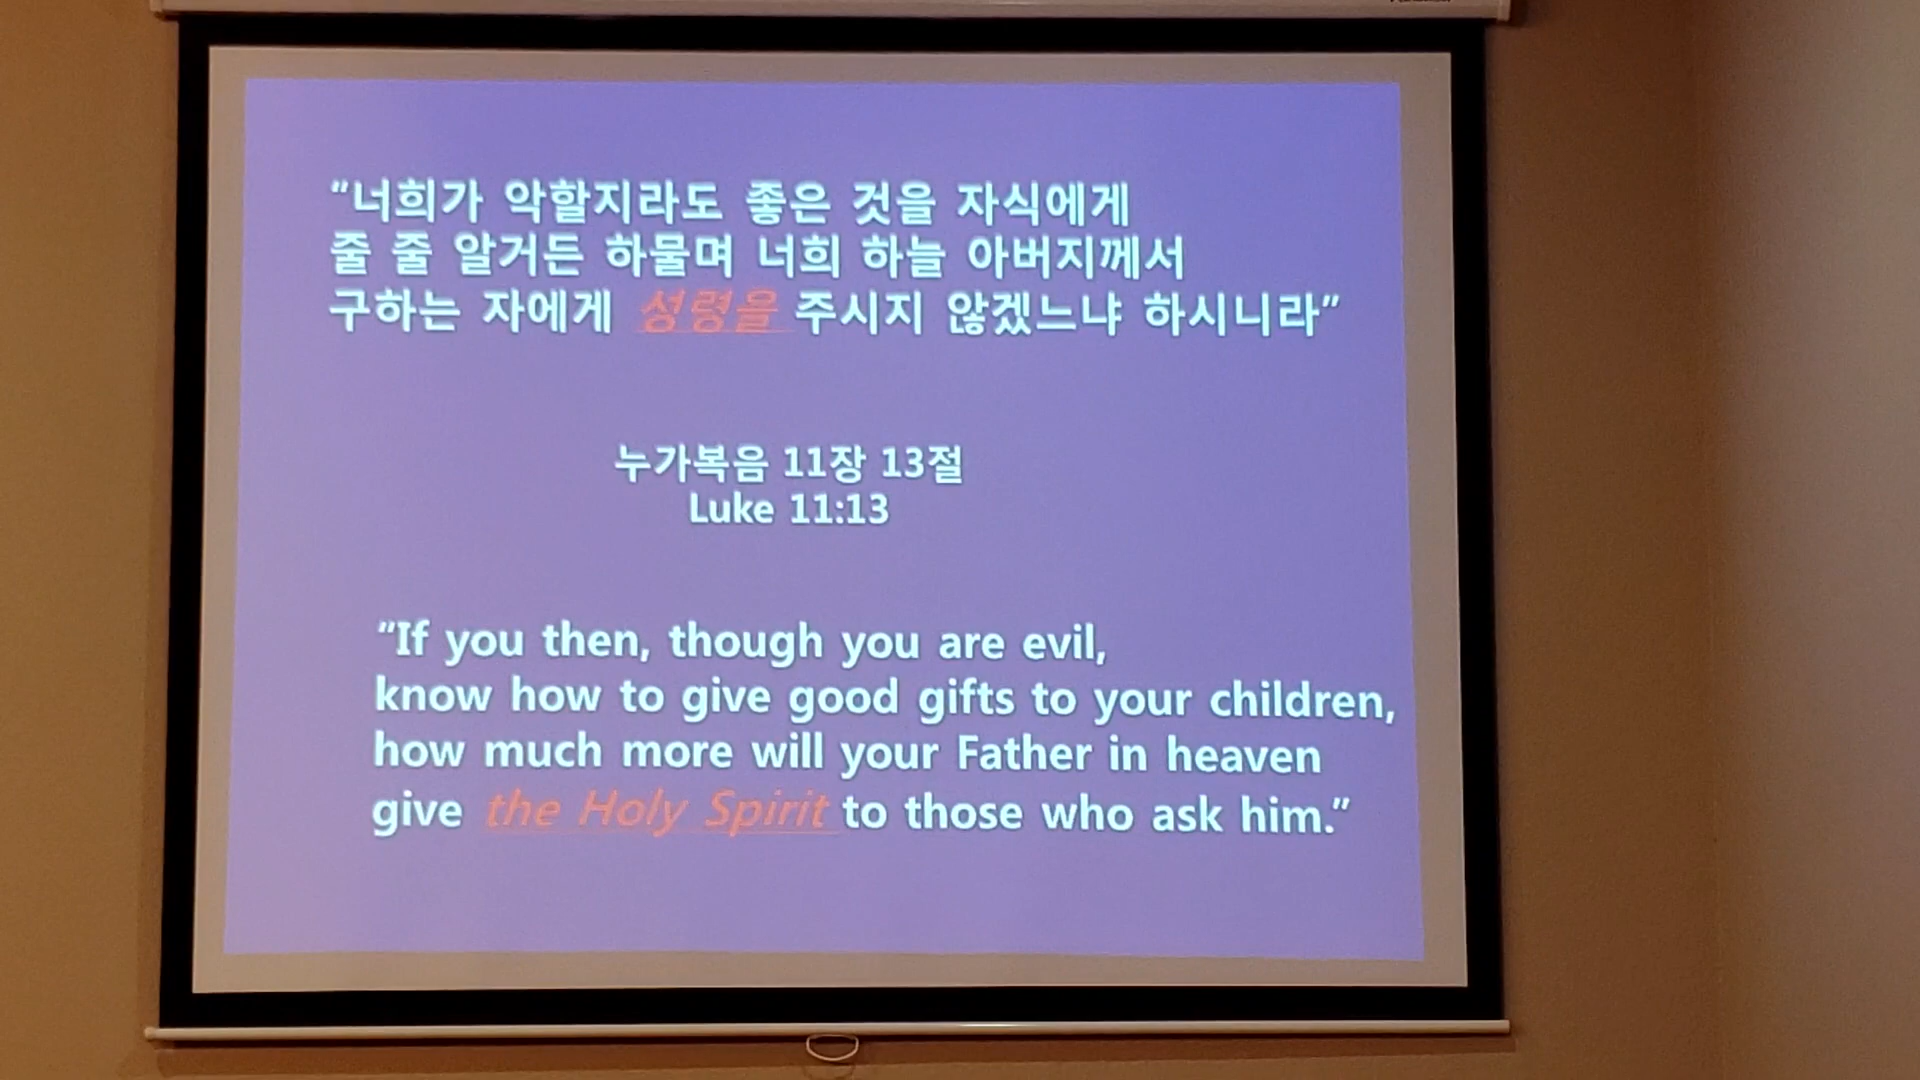 “너희가 악할지라도 좋은 것을 자식에게
줄 줄 알거든 하물며 너희 하늘 아버지께서
구하는 자에게 성령을 주시지 않겠느냐 하시니라”
누가복음 11장 13절
Luke 11:13
“If you then, though you are evil,
know how to give good gifts to your children,
how much more will your Father in heaven
give the Holy Spirit to those who ask him.”